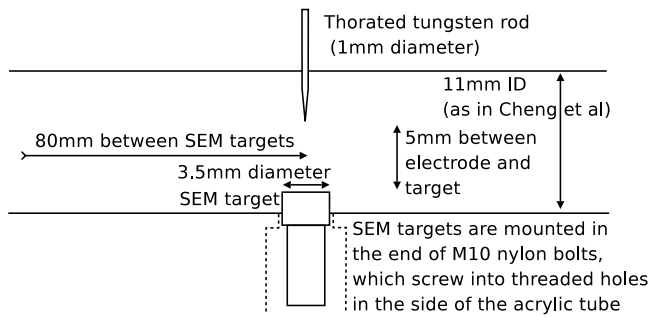 Thorated tungsten rod
(1mm diameter)
11mm ID
(as in Cheng et al)
80mm between SEM targets
5mm between
electrode and
target
3.5mm diameter
SEM target
SEM targets are mounted in
the end of M10 nylon bolts,
which screw into threaded holes
in the side of the acrylic tube